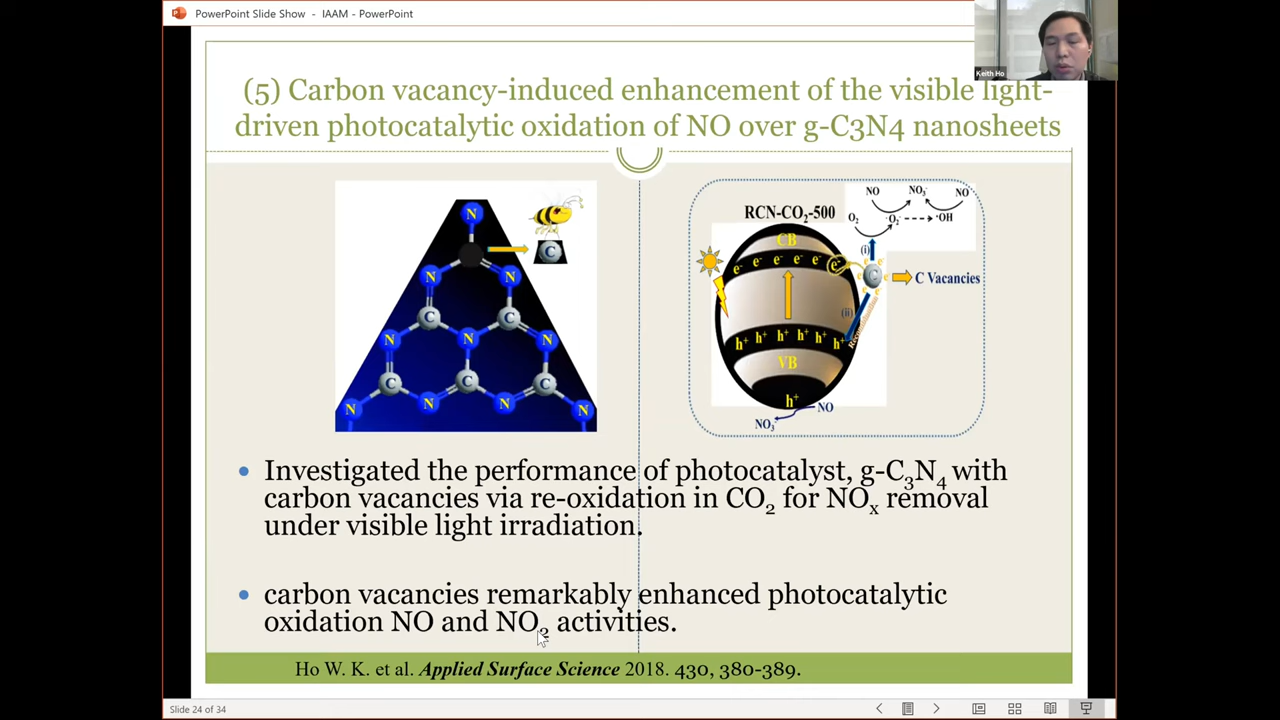 PowerPoint Slide Show - IAAM - PowerPoint
Keith Ho
(5) Carbon vacancy-induced enhancement of the visible light-
driven photocatalytic oxidation of NO over g-C3N4 nanosheets
N
C
N
N
C
C
N
N
N
C
C
C
N
N
N
N
RCN-CO₂-500
NO
NO₃⁻
NO
O₂
·O₂⁻
·OH
(i)
CB
e⁻ e⁻ e⁻ e⁻ e⁻ e⁻
C
C Vacancies
(ii)
h⁺ h⁺ h⁺ h⁺ h⁺ h⁺
VB
h⁺
NO
NO₃⁻
• Investigated the performance of photocatalyst, g-C₃N₄ with
carbon vacancies via re-oxidation in CO₂ for NOₓ removal
under visible light irradiation.
• carbon vacancies remarkably enhanced photocatalytic
oxidation NO and NO₂ activities.
Ho W. K. et al. Applied Surface Science 2018. 430, 380-389.
Slide 24 of 34